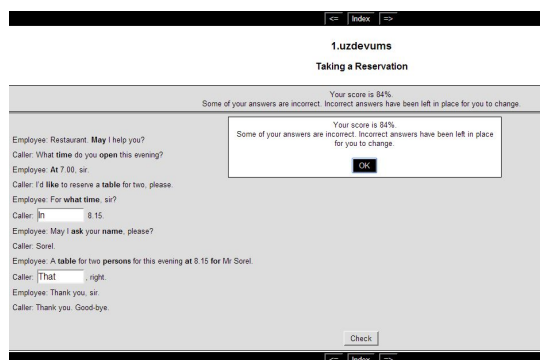 <= Index =>
1.uzdevums
Taking a Reservation
Your score is 84%.
Some of your answers are incorrect. Incorrect answers have been left in place for you to change.
Your score is 84%.
Some of your answers are incorrect. Incorrect answers have been left in place
for you to change.
OK
Employee: Restaurant. May I help you?
Caller: What time do you open this evening?
Employee: At 7.00, sir.
Caller: I'd like to reserve a table for two, please.
Employee: For what time, sir?
Caller: In 8.15.
Employee: May I ask your name, please?
Caller: Sorel.
Employee: A table for two persons for this evening at 8.15 for Mr Sorel.
Caller: That , right.
Employee: Thank you, sir.
Caller: Thank you. Good-bye.
Check
<= Index =>